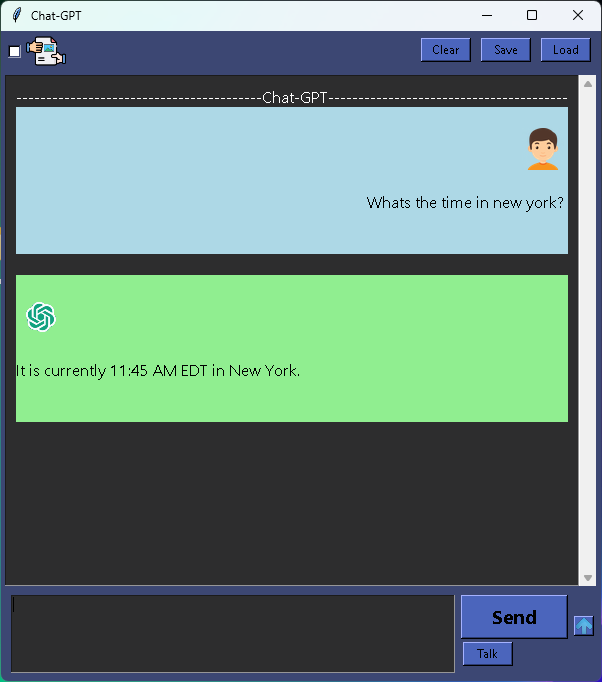 Chat-GPT
Clear Save Load
-----------------------------------------Chat-GPT----------------------------------------
Whats the time in new york?
It is currently 11:45 AM EDT in New York.
Send
Talk